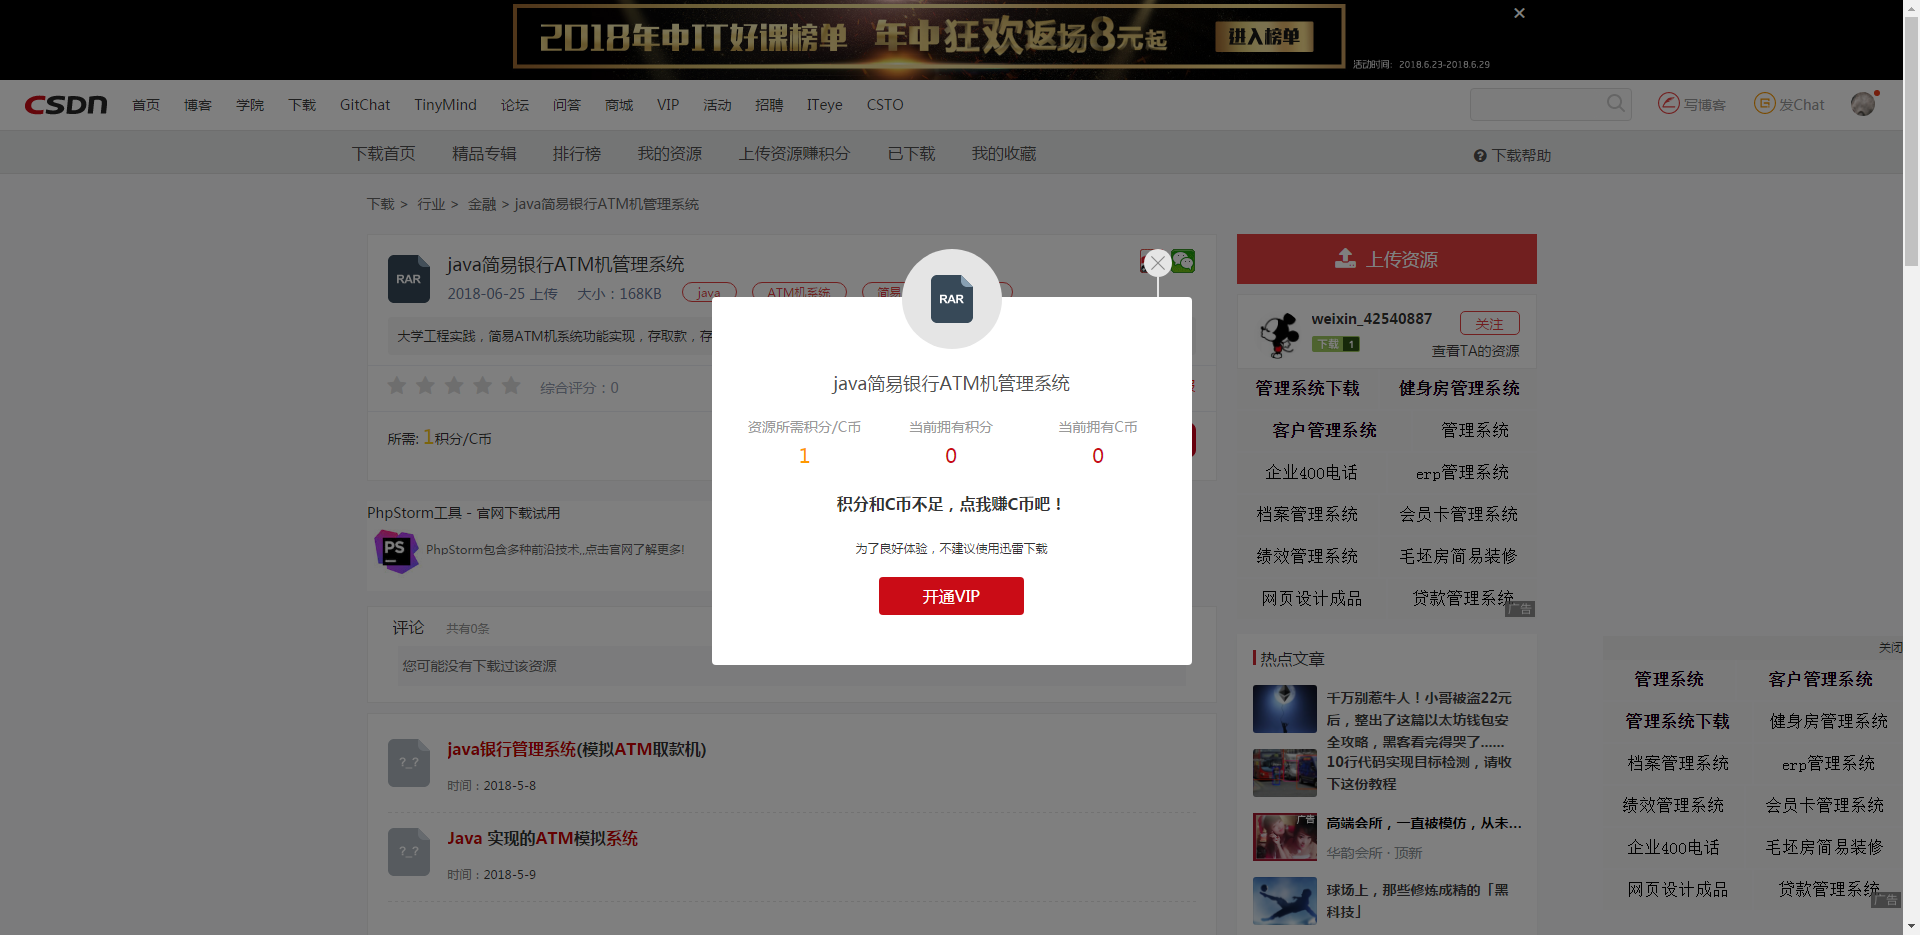 2018年中IT好课榜单 年中狂欢返场8元起 进入榜单
活动时间：2018.6.23-2018.6.29
CSDN 首页 博客 学院 下载 GitChat TinyMind 论坛 问答 商城 VIP 活动 招聘 ITeye CSTO 写博客 发Chat
下载首页 精品专辑 排行榜 我的资源 上传资源赚积分 已下载 我的收藏 下载帮助
下载 > 行业 > 金融 > java简易银行ATM机管理系统
RAR
java简易银行ATM机管理系统
2018-06-25 上传 大小：168KB java ATM机系统 简易
大学工程实践，简易ATM机系统功能实现，存取款，存
综合评分：0
所需: 1积分/C币
PhpStorm工具 - 官网下载试用
PS
PhpStorm包含多种前沿技术,,点击官网了解更多!
评论 共有0条
您可能没有下载过该资源
?_?
java银行管理系统(模拟ATM取款机)
时间：2018-5-8
?_?
Java 实现的ATM模拟系统
时间：2018-5-9
RAR
java简易银行ATM机管理系统
资源所需积分/C币 当前拥有积分 当前拥有C币
1 0 0
积分和C币不足，点我赚C币吧！
为了良好体验，不建议使用迅雷下载
开通VIP
上传资源
weixin_42540887 关注
下载 1 查看TA的资源
管理系统下载 健身房管理系统
客户管理系统 管理系统
企业400电话 erp管理系统
档案管理系统 会员卡管理系统
绩效管理系统 毛坯房简易装修
网页设计成品 贷款管理系统
广告
热点文章
千万别惹牛人！小哥被盗22元
后，整出了这篇以太坊钱包安
全攻略，黑客看完得哭了......
10行代码实现目标检测，请收
下这份教程
广告
高端会所，一直被模仿，从未...
华韵会所 · 顶新
球场上，那些修炼成精的「黑
科技」
关闭
管理系统 客户管理系统
管理系统下载 健身房管理系统
档案管理系统 erp管理系统
绩效管理系统 会员卡管理系统
企业400电话 毛坯房简易装修
网页设计成品 贷款管理系统
广告